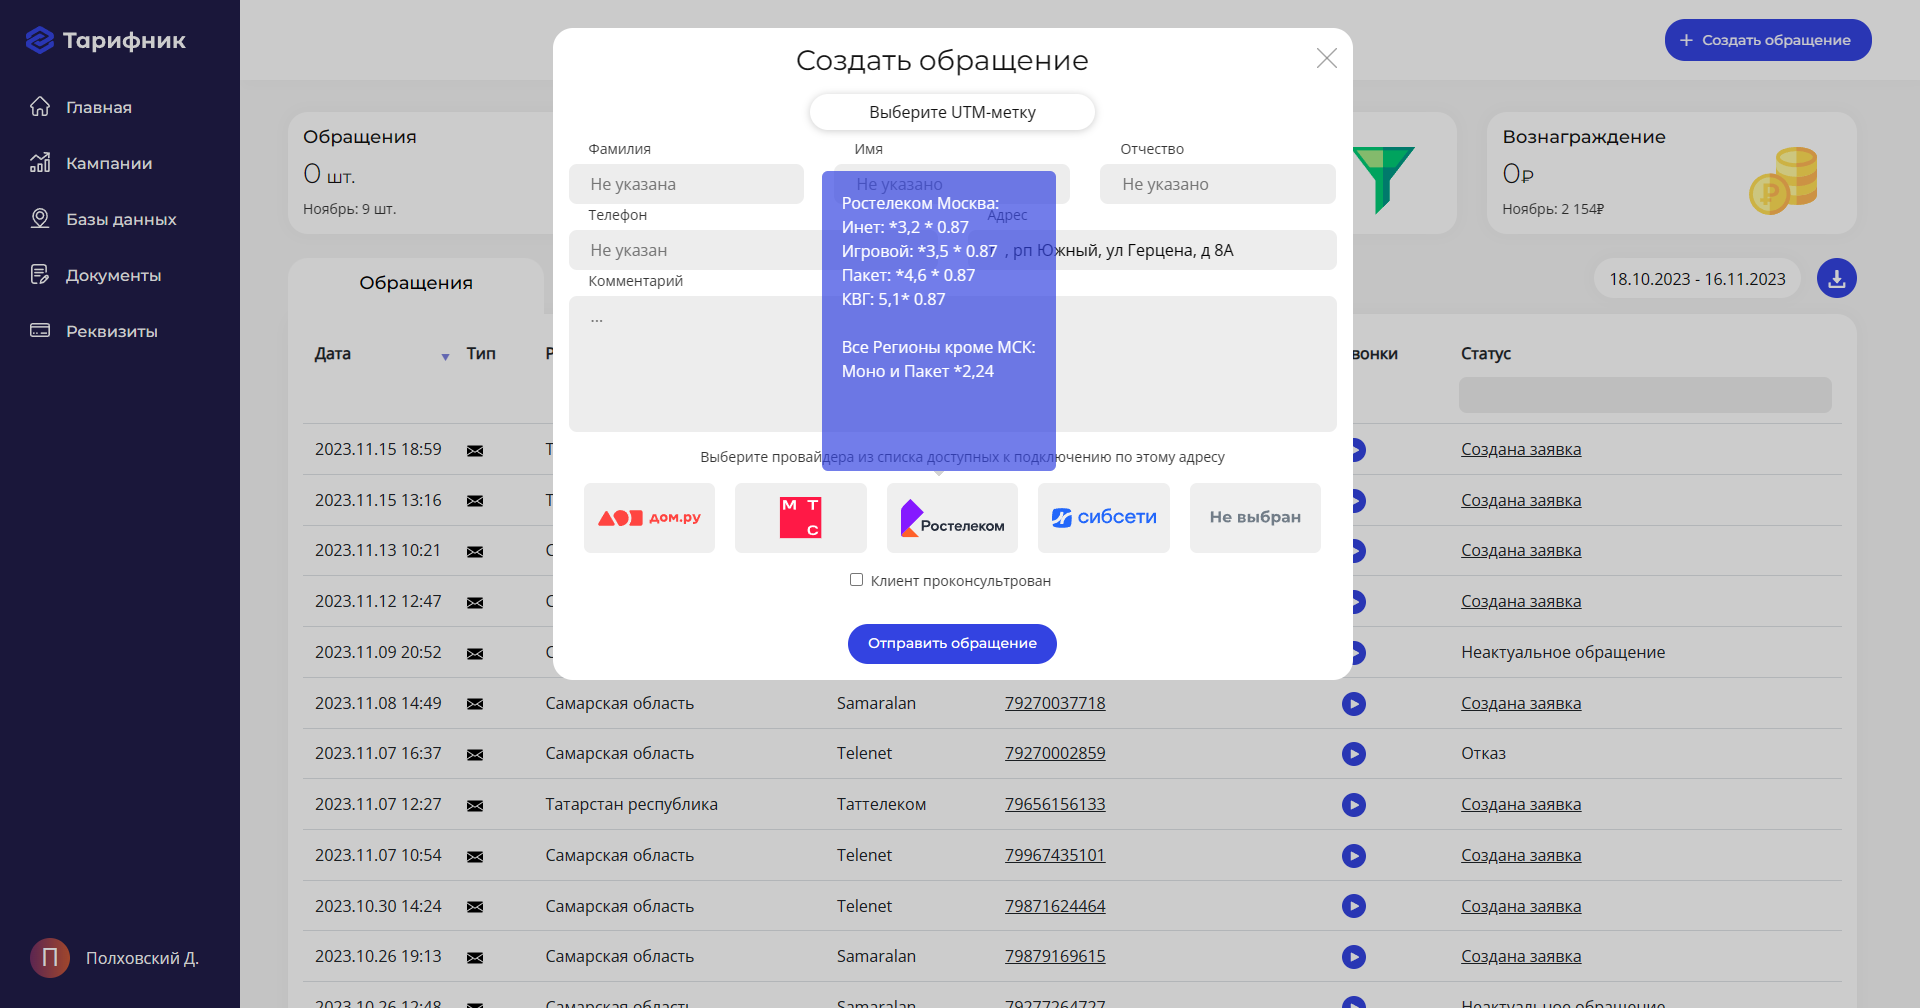 Тарифник
Главная
Кампании
Базы данных
Документы
Реквизиты
Полховский Д.
П
+ Создать обращение
Обращения
0 шт.
Ноябрь: 9 шт.
Вознаграждение
0₽
Ноябрь: 2 154₽
Обращения
18.10.2023 - 16.11.2023
Создать обращение
Выберите UTM-метку
Фамилия
Имя
Отчество
Не указана
Не указано
Не указано
Телефон
Адрес
Не указан
, рп Южный, ул Герцена, д 8А
Комментарий
...
Ростелеком Москва:
Инет: *3,2 * 0.87
Игровой: *3,5 * 0.87
Пакет: *4,6 * 0.87
КВГ: 5,1* 0.87
Все Регионы кроме МСК:
Моно и Пакет *2,24
Выберите провайдера из списка доступных к подключению по этому адресу
дом.ру
МТС
Ростелеком
сибсети
Не выбран
Клиент проконсультрован
Отправить обращение
Дата
Тип
Статус
2023.11.15 18:59 Создана заявка
2023.11.15 13:16 Создана заявка
2023.11.13 10:21 Создана заявка
2023.11.12 12:47 Создана заявка
2023.11.09 20:52 Неактуальное обращение
2023.11.08 14:49 Самарская область Samaralan 79270037718 Создана заявка
2023.11.07 16:37 Самарская область Telenet 79270002859 Отказ
2023.11.07 12:27 Татарстан республика Таттелеком 79656156133 Создана заявка
2023.11.07 10:54 Самарская область Telenet 79967435101 Создана заявка
2023.10.30 14:24 Самарская область Telenet 79871624464 Создана заявка
2023.10.26 19:13 Самарская область Samaralan 79879169615 Создана заявка
2023.10.26 12:48 Самарская область Samaralan 79277264727 Неактуальное обращение